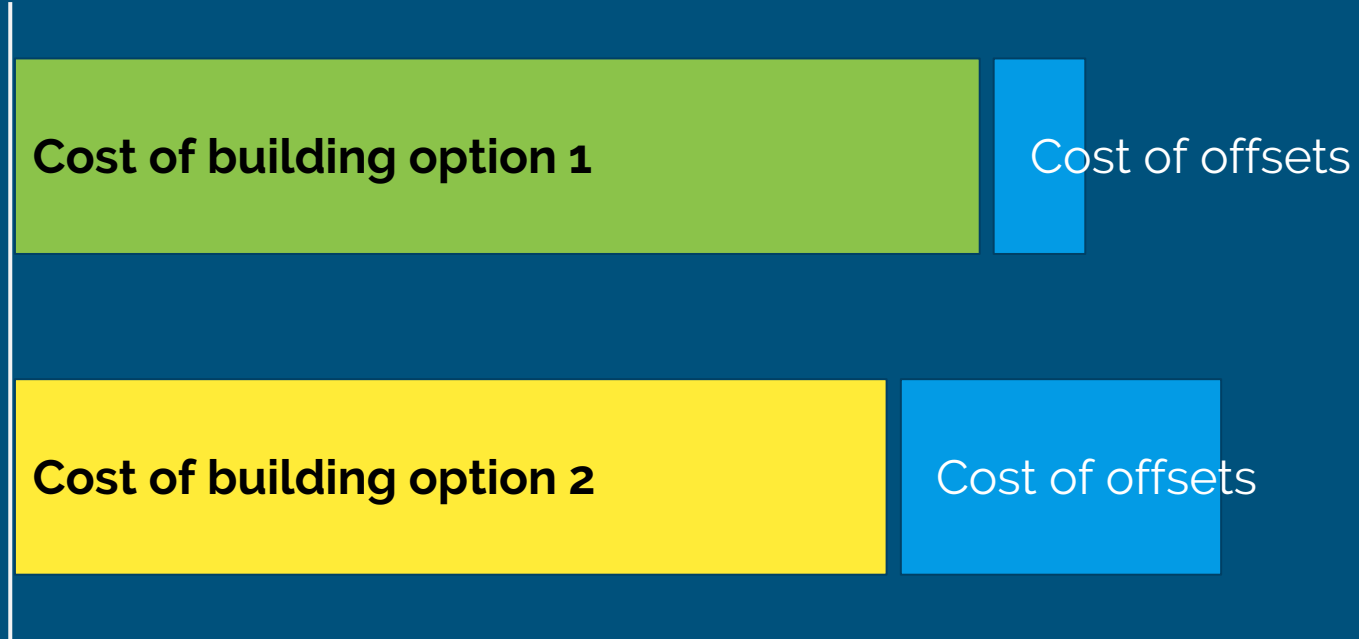 Cost of building option 1
Cost of offsets
Cost of building option 2
Cost of offsets